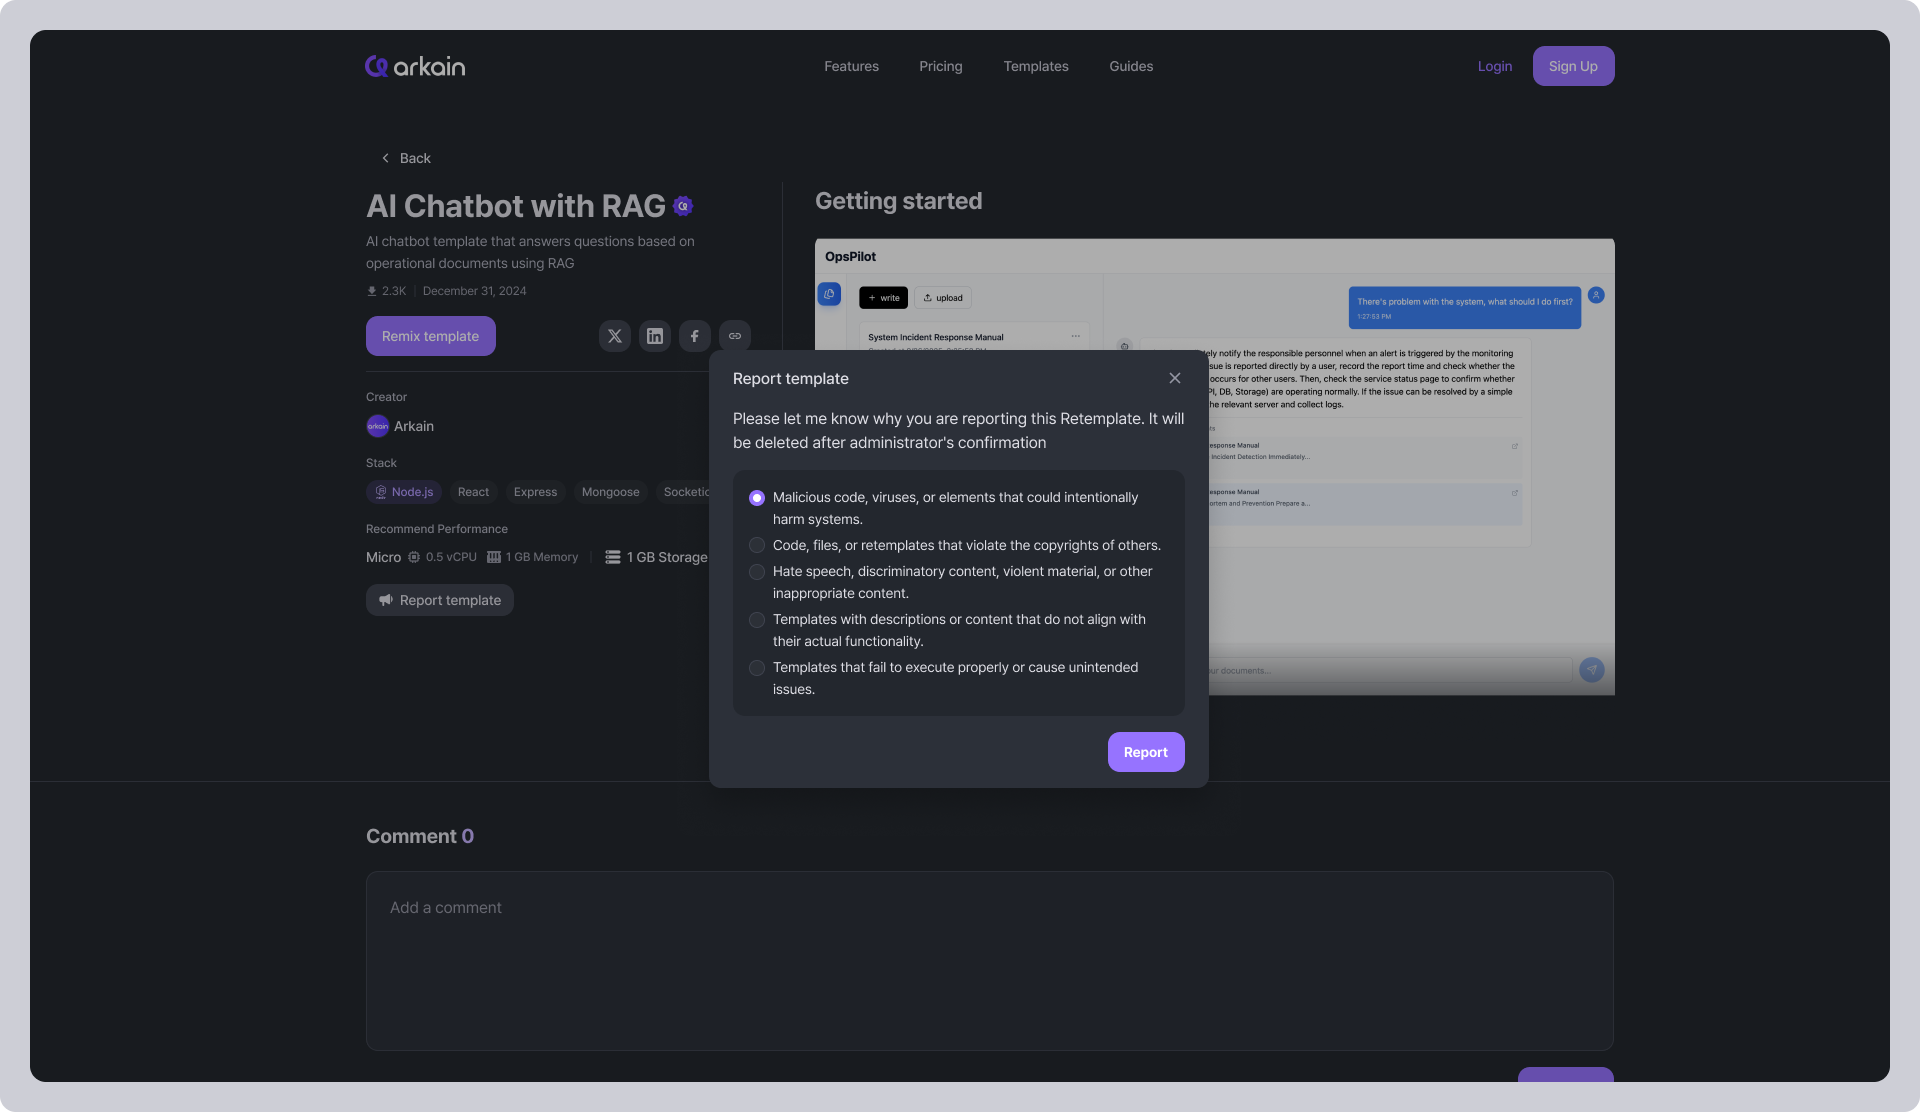 arkain
Features
Pricing
Templates
Guides
Login
Sign Up
Back
AI Chatbot with RAG
AI chatbot template that answers questions based on
operational documents using RAG
2.3K
December 31, 2024
Remix template
Creator
arkain
Arkain
Stack
Node.js
React
Express
Mongoose
Socketio
Recommend Performance
Micro
0.5 vCPU
1 GB Memory
1 GB Storage
Report template
Getting started
OpsPilot
+ write
upload
There's problem with the system, what should I do first?
1:27:53 PM
System Incident Response Manual
ely notify the responsible personnel when an alert is triggered by the monitoring
sue is reported directly by a user, record the report time and check whether the
occurs for other users. Then, check the service status page to confirm whether
PI, DB, Storage) are operating normally. If the issue can be resolved by a simple
he relevant server and collect logs.
esponse Manual
Incident Detection Immediately...
esponse Manual
ortem and Prevention Prepare a...
our documents...
Report template
Please let me know why you are reporting this Retemplate. It will
be deleted after administrator's confirmation
Malicious code, viruses, or elements that could intentionally
harm systems.
Code, files, or retemplates that violate the copyrights of others.
Hate speech, discriminatory content, violent material, or other
inappropriate content.
Templates with descriptions or content that do not align with
their actual functionality.
Templates that fail to execute properly or cause unintended
issues.
Report
Comment 0
Add a comment